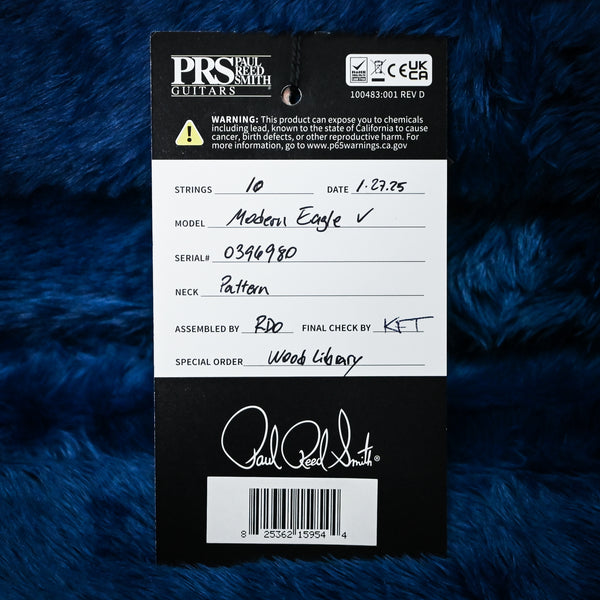 PRS PAUL REED SMITH
GUITARS
CE UK CA
100483:001 REV D
WARNING: This product can expose you to chemicals
including lead, known to the state of California to cause
cancer, birth defects, or other reproductive harm. For
more information, go to www.p65warnings.ca.gov
STRINGS 10 DATE 1.27.25
MODEL Modern Eagle V
SERIAL# 0396980
NECK Pattern
ASSEMBLED BY RDO FINAL CHECK BY KFT
SPECIAL ORDER Wood Library
Paul Reed Smith®
8 25362 15954 4